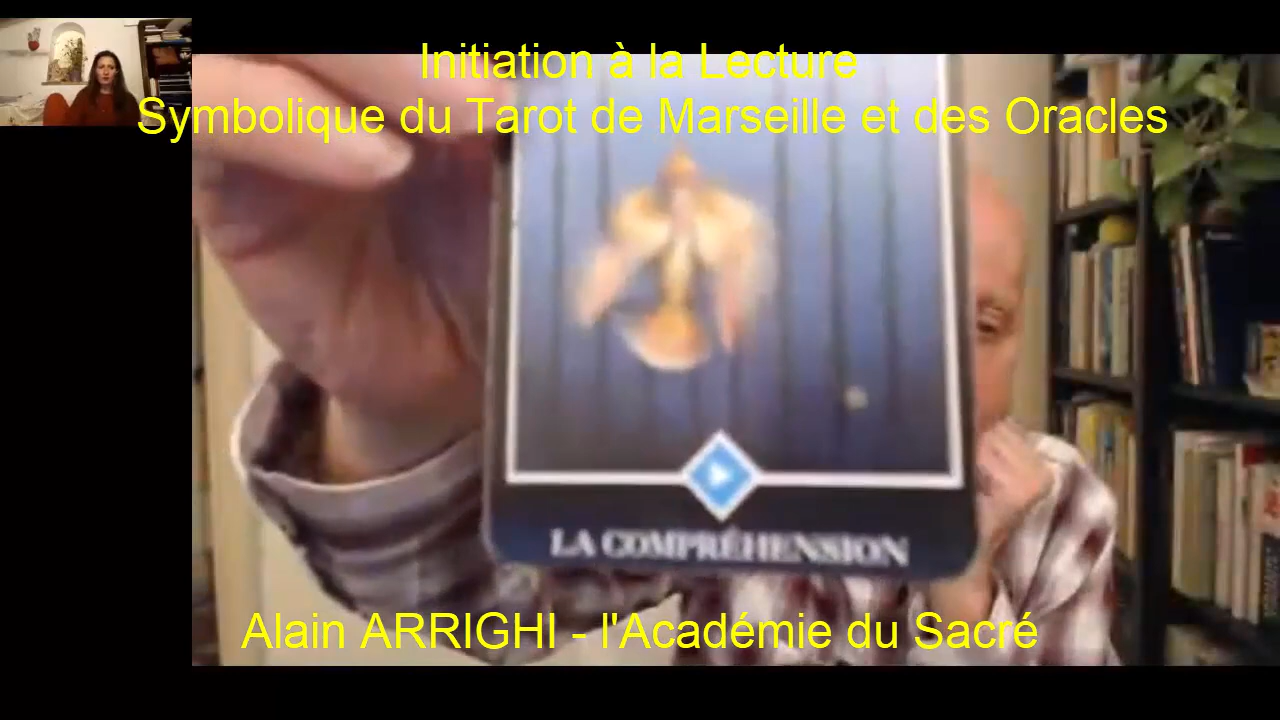 Initiation à la Lecture
Symbolique du Tarot de Marseille et des Oracles
LA COMPRÉHENSION
Alain ARRIGHI - l'Académie du Sacré